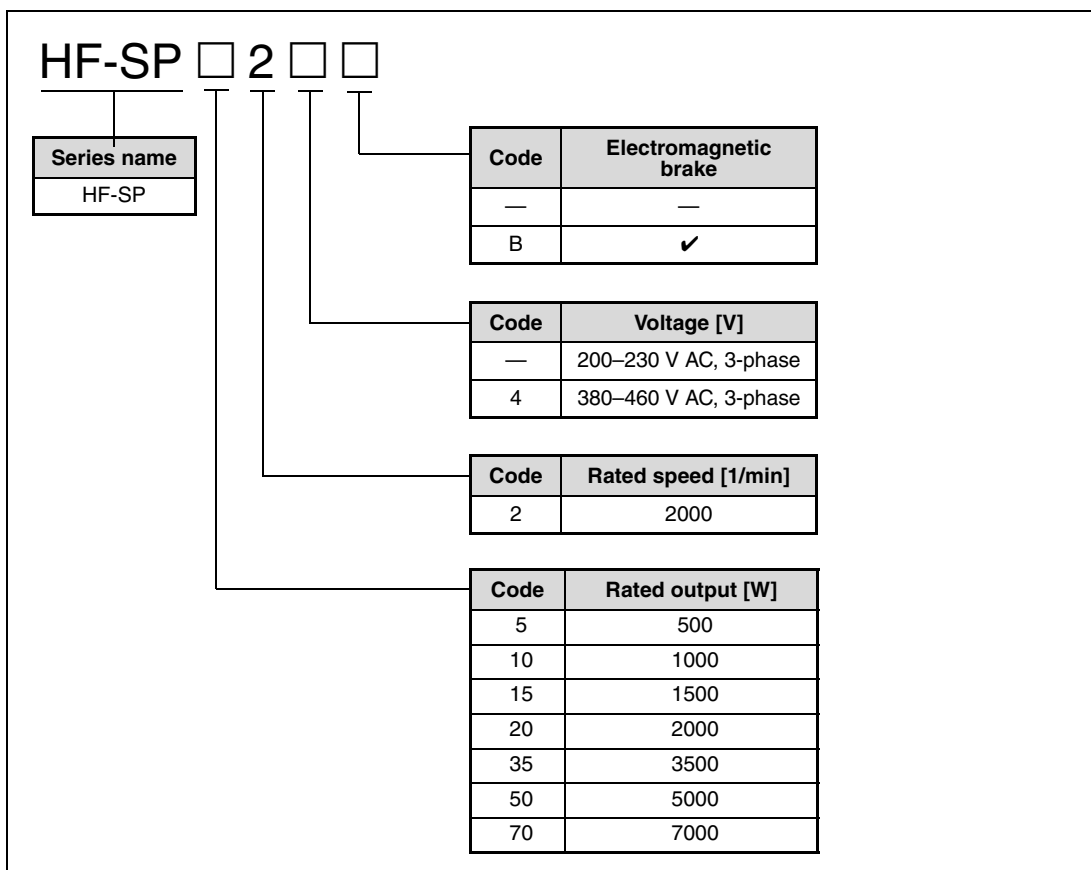 HF-SP □ 2 □ □
Series name
HF-SP
Code Electromagnetic brake
— —
B ✔
Code Voltage [V]
— 200–230 V AC, 3-phase
4 380–460 V AC, 3-phase
Code Rated speed [1/min]
2 2000
Code Rated output [W]
5 500
10 1000
15 1500
20 2000
35 3500
50 5000
70 7000